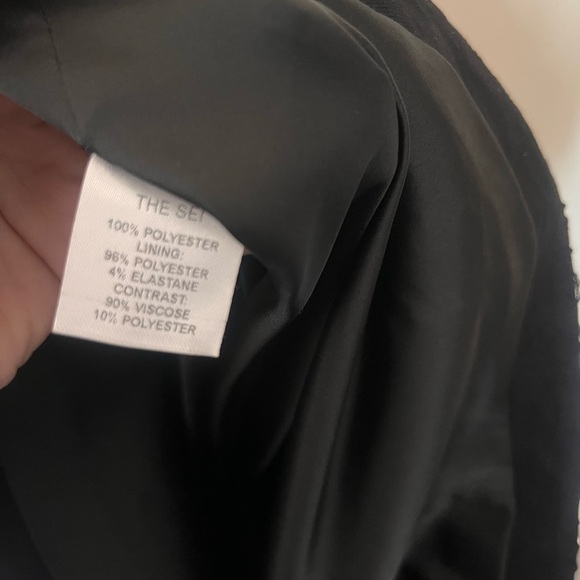 THE SET
100% POLYESTER
LINING:
96% POLYESTER
4% ELASTANE
CONTRAST:
90% VISCOSE
10% POLYESTER